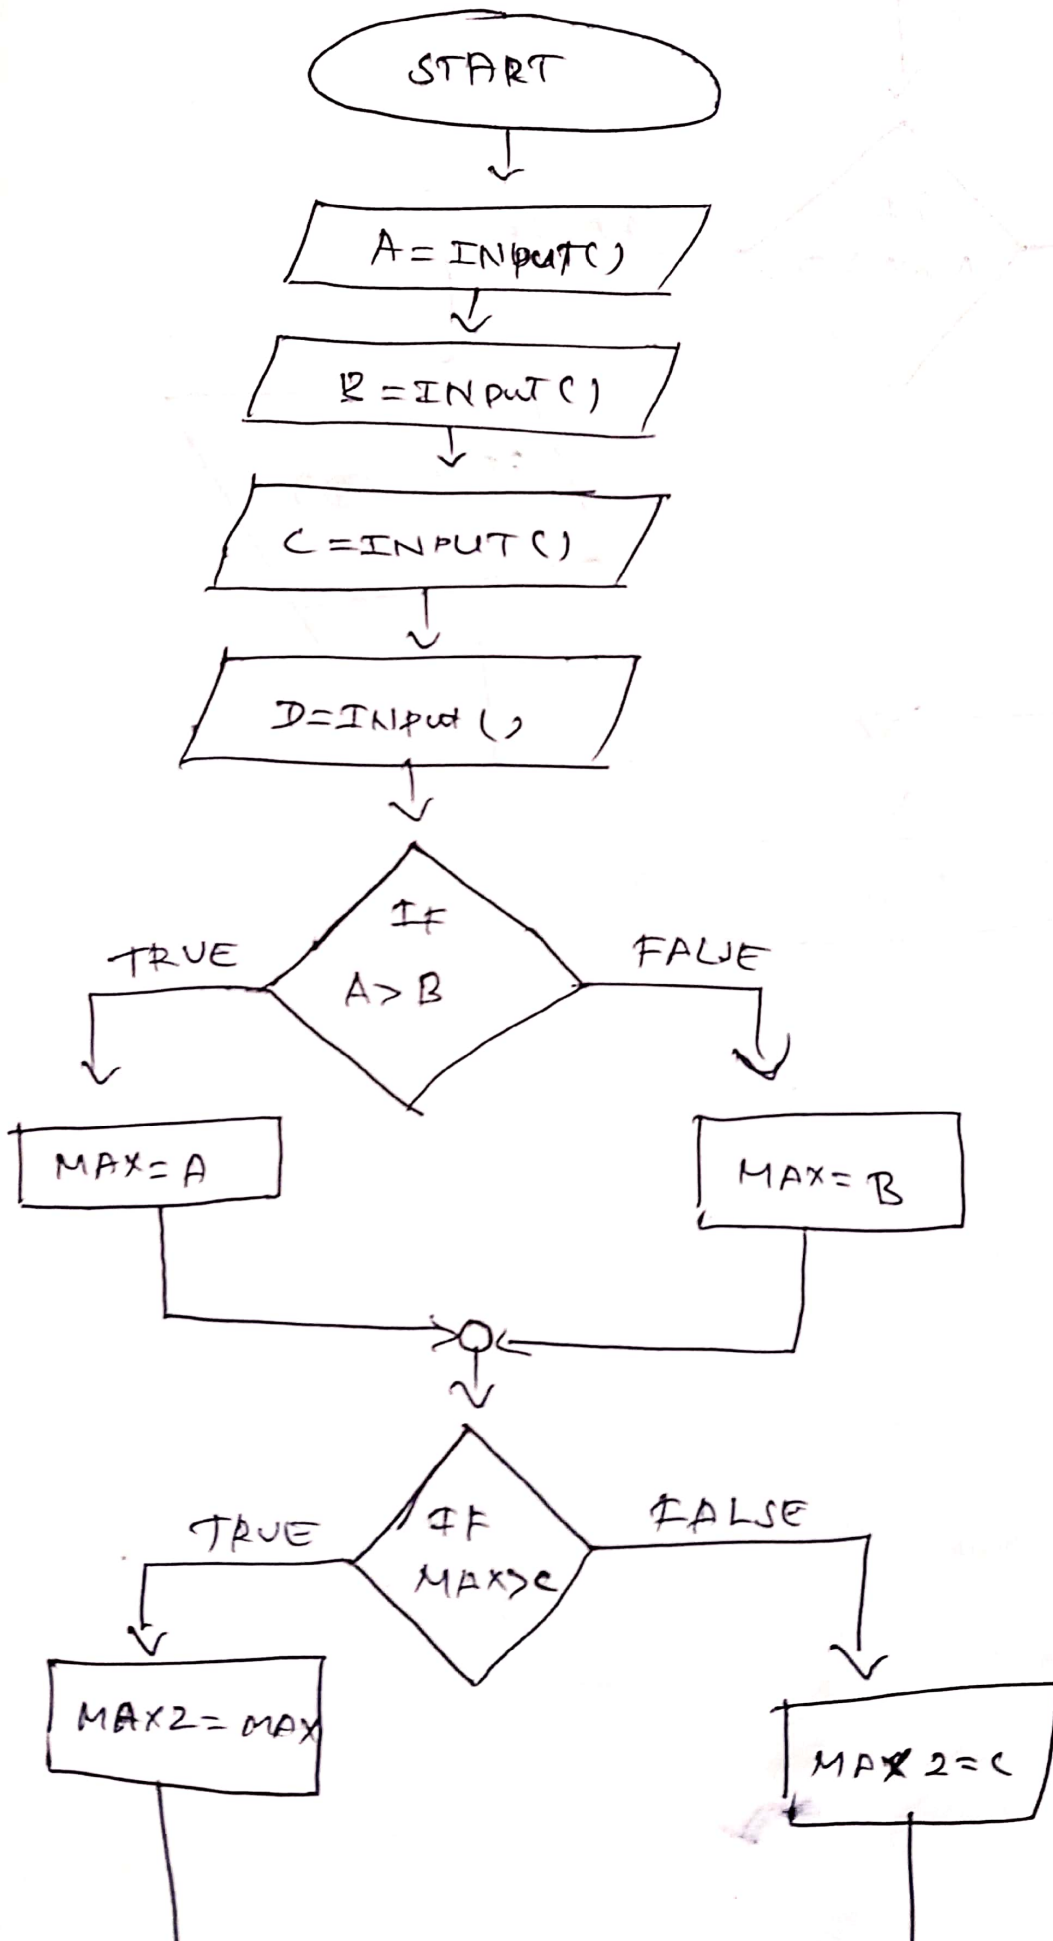 START
A = INPUT()
B = INPUT()
C = INPUT()
D = INPUT()
IF
A > B
TRUE
FALSE
MAX = A
MAX = B
IF
MAX > C
TRUE
FALSE
MAX2 = MAX
MAX2 = C